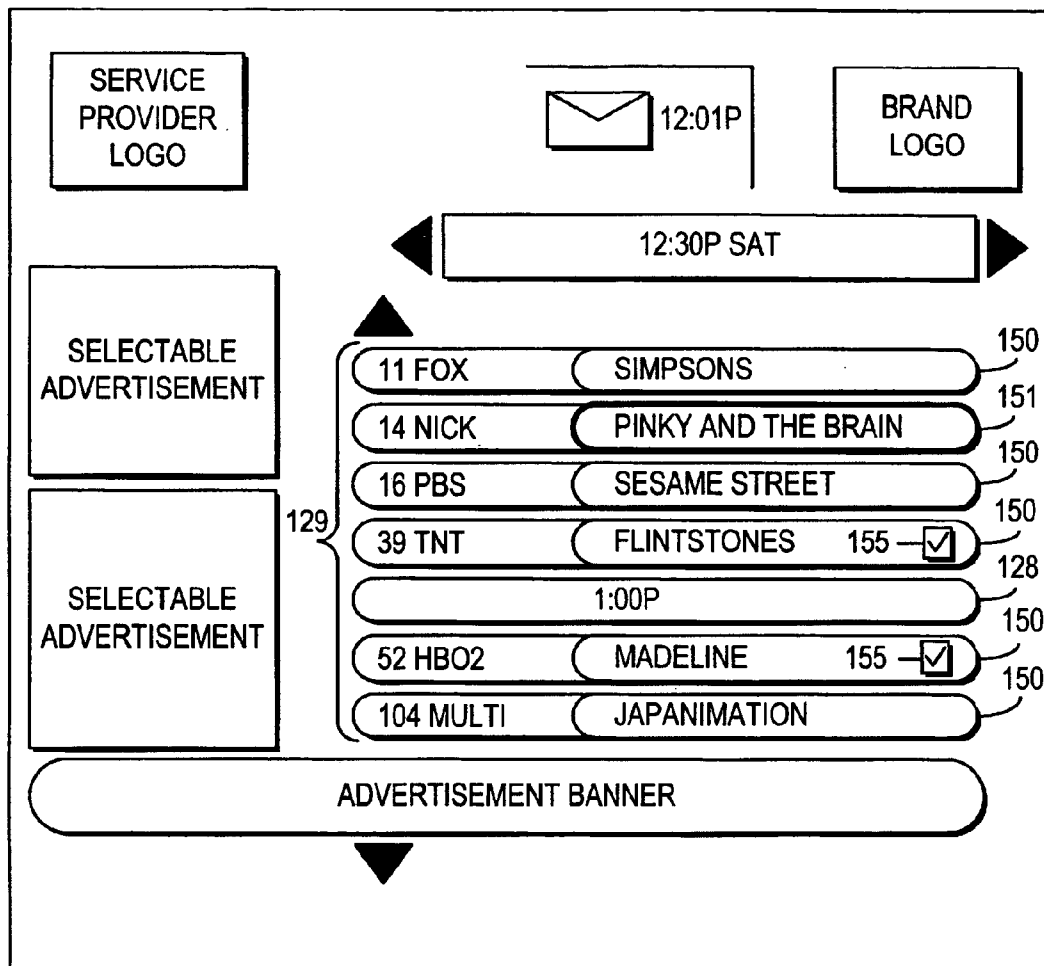 SERVICE
PROVIDER
LOGO
12:01P
BRAND
LOGO
12:30P SAT
SELECTABLE
ADVERTISEMENT
SELECTABLE
ADVERTISEMENT
129
11 FOX SIMPSONS 150
14 NICK PINKY AND THE BRAIN 151
16 PBS SESAME STREET 150
39 TNT FLINTSTONES 155 150
1:00P 128
52 HBO2 MADELINE 155 150
104 MULTI JAPANIMATION 150
ADVERTISEMENT BANNER